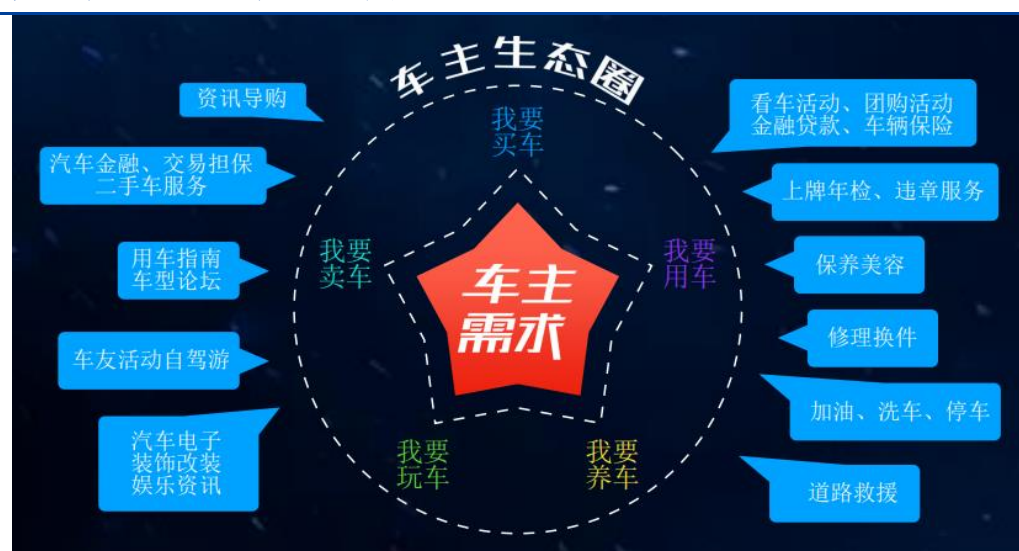 车主生态圈
资讯导购
我要
买车
看车活动、团购活动
金融贷款、车辆保险
汽车金融、交易担保
二手车服务
上牌年检、违章服务
用车指南
车型论坛
我要
卖车
车主
需求
我要
用车
保养美容
修理换件
车友活动自驾游
加油、洗车、停车
汽车电子
装饰改装
娱乐资讯
我要
玩车
我要
养车
道路救援